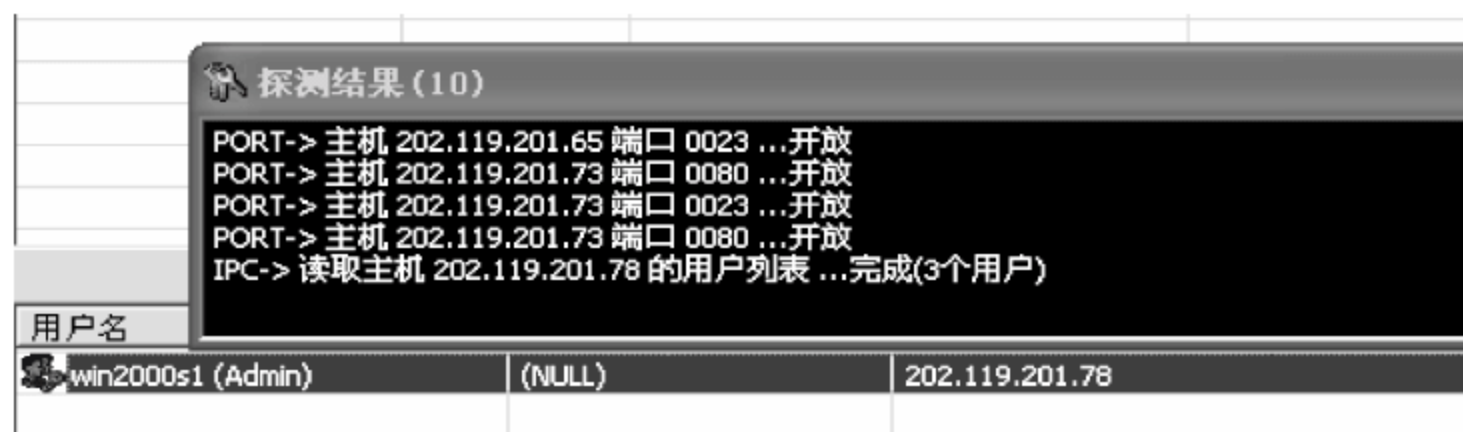 探测结果(10)
PORT-> 主机 202.119.201.65 端口 0023 ...开放
PORT-> 主机 202.119.201.73 端口 0080 ...开放
PORT-> 主机 202.119.201.73 端口 0023 ...开放
PORT-> 主机 202.119.201.73 端口 0080 ...开放
IPC-> 读取主机 202.119.201.78 的用户列表 ...完成(3个用户)
用户名
win2000s1 (Admin) (NULL) 202.119.201.78